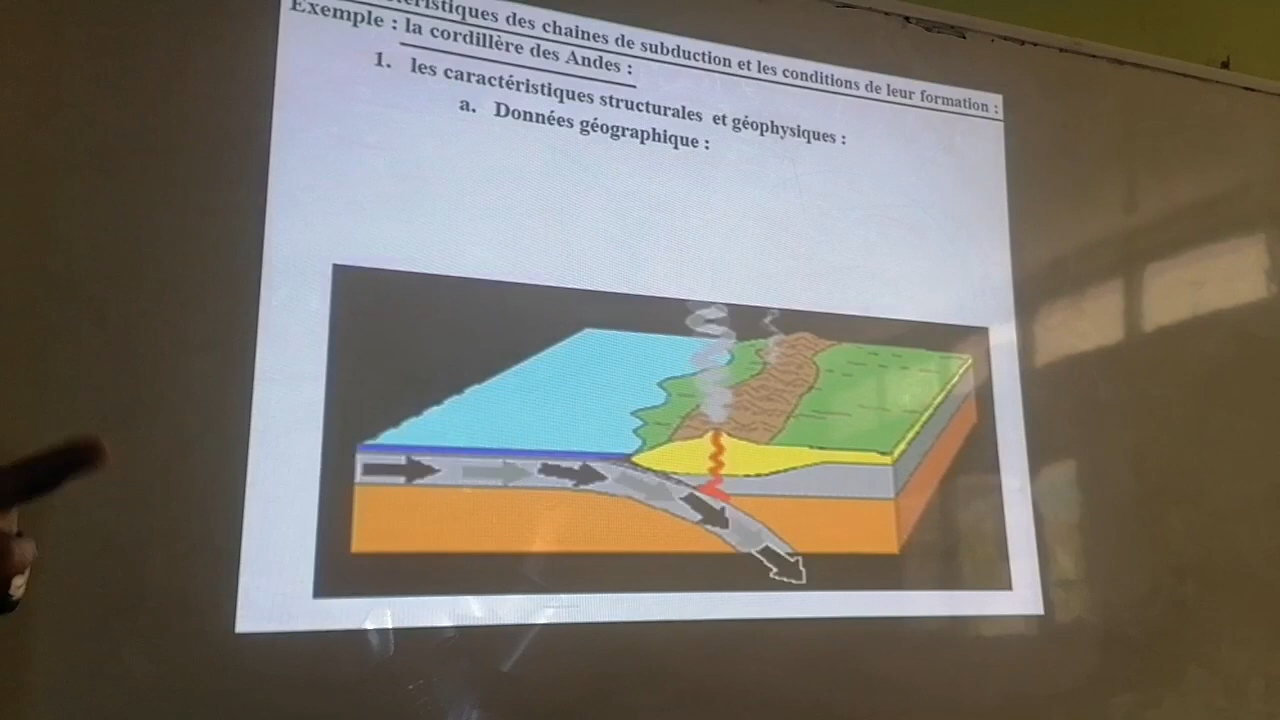 des chaines de subduction et les conditions de leur formation :
Exemple : la cordillère des Andes :
1. les caractéristiques structurales et géophysiques :
a. Données géographique :